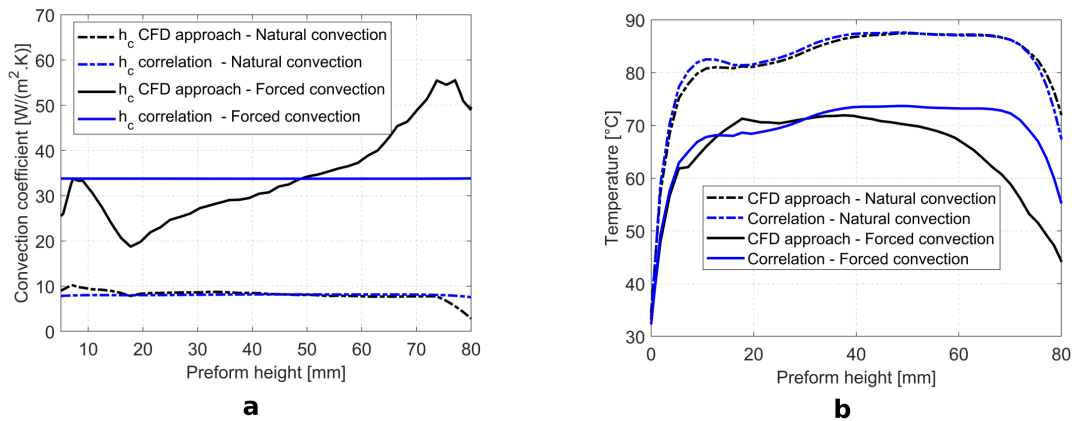 70
60
50
40
30
20
10
0
Convection coefficient [W/(m².K)]
h_c CFD approach - Natural convection
h_c correlation - Natural convection
h_c CFD approach - Forced convection
h_c correlation - Forced convection
10 20 30 40 50 60 70 80
Preform height [mm]
a
90
80
70
60
50
40
30
Temperature [°C]
CFD approach - Natural convection
Correlation - Natural convection
CFD approach - Forced convection
Correlation - Forced convection
0 20 40 60 80
Preform height [mm]
b